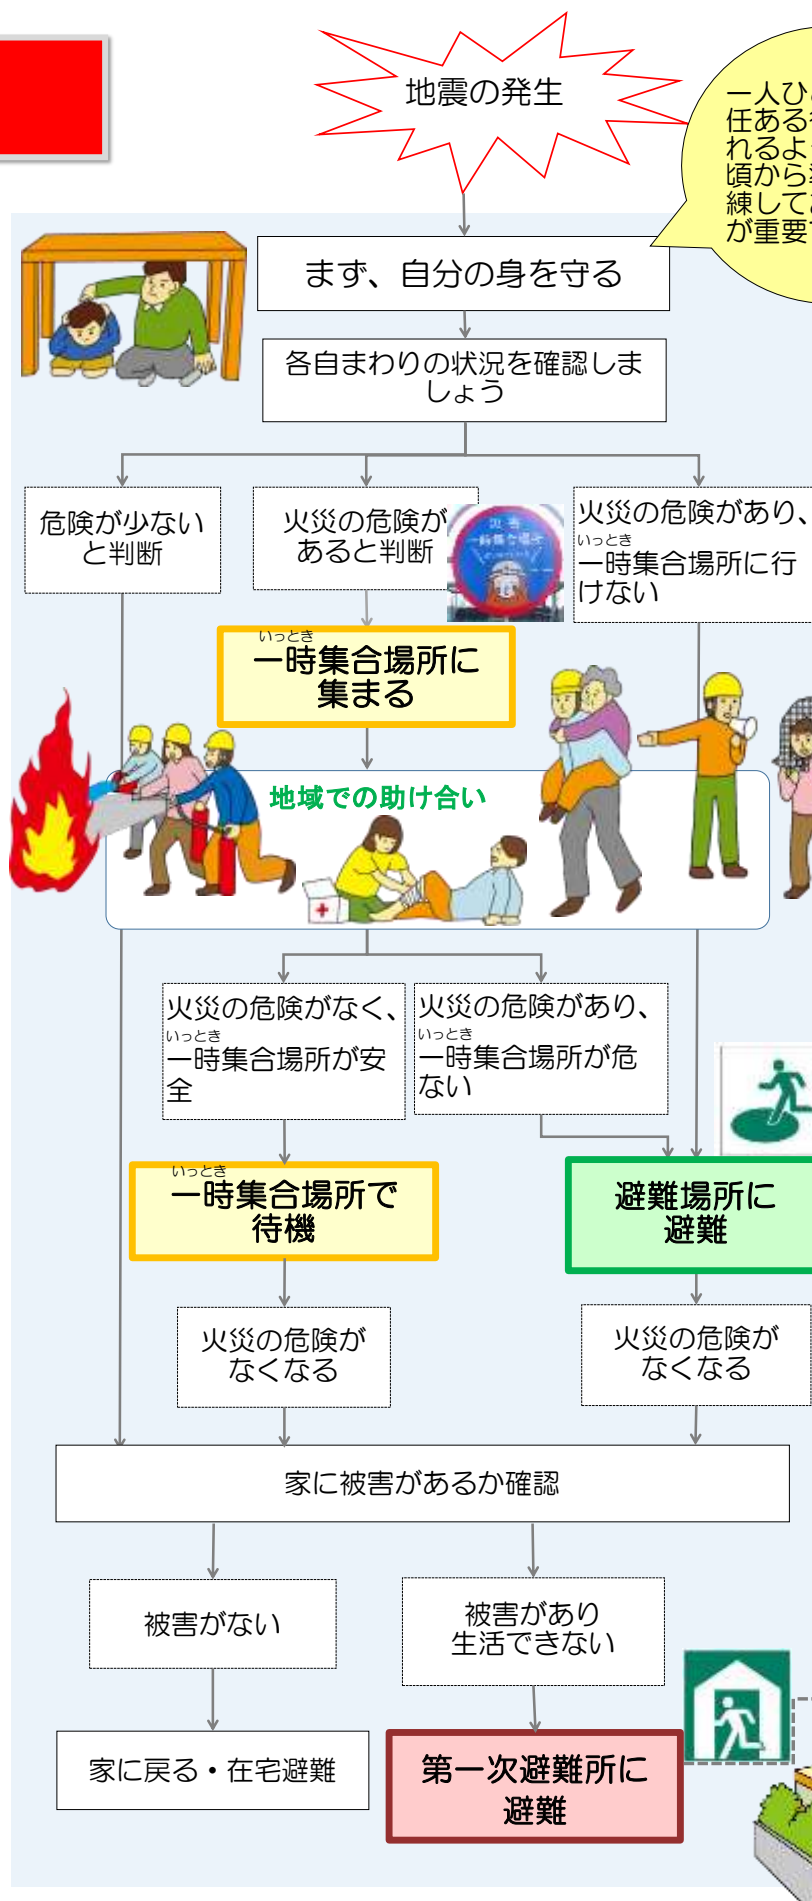 地震の発生
一人ひ
任ある
れるよ
頃から
練して
が重要
まず、自分の身を守る
各自まわりの状況を確認しま
しょう
危険が少ない
と判断
火災の危険が
あると判断
災害
一時集合場所
火災の危険があり、
いっとき
一時集合場所に行
けない
いっとき
一時集合場所に
集まる
地域での助け合い
火災の危険がなく、
いっとき
一時集合場所が安
全
火災の危険があり、
いっとき
一時集合場所が危
ない
いっとき
一時集合場所で
待機
避難場所に
避難
火災の危険が
なくなる
火災の危険が
なくなる
家に被害があるか確認
被害がない
被害があり
生活できない
家に戻る・在宅避難
第一次避難所に
避難